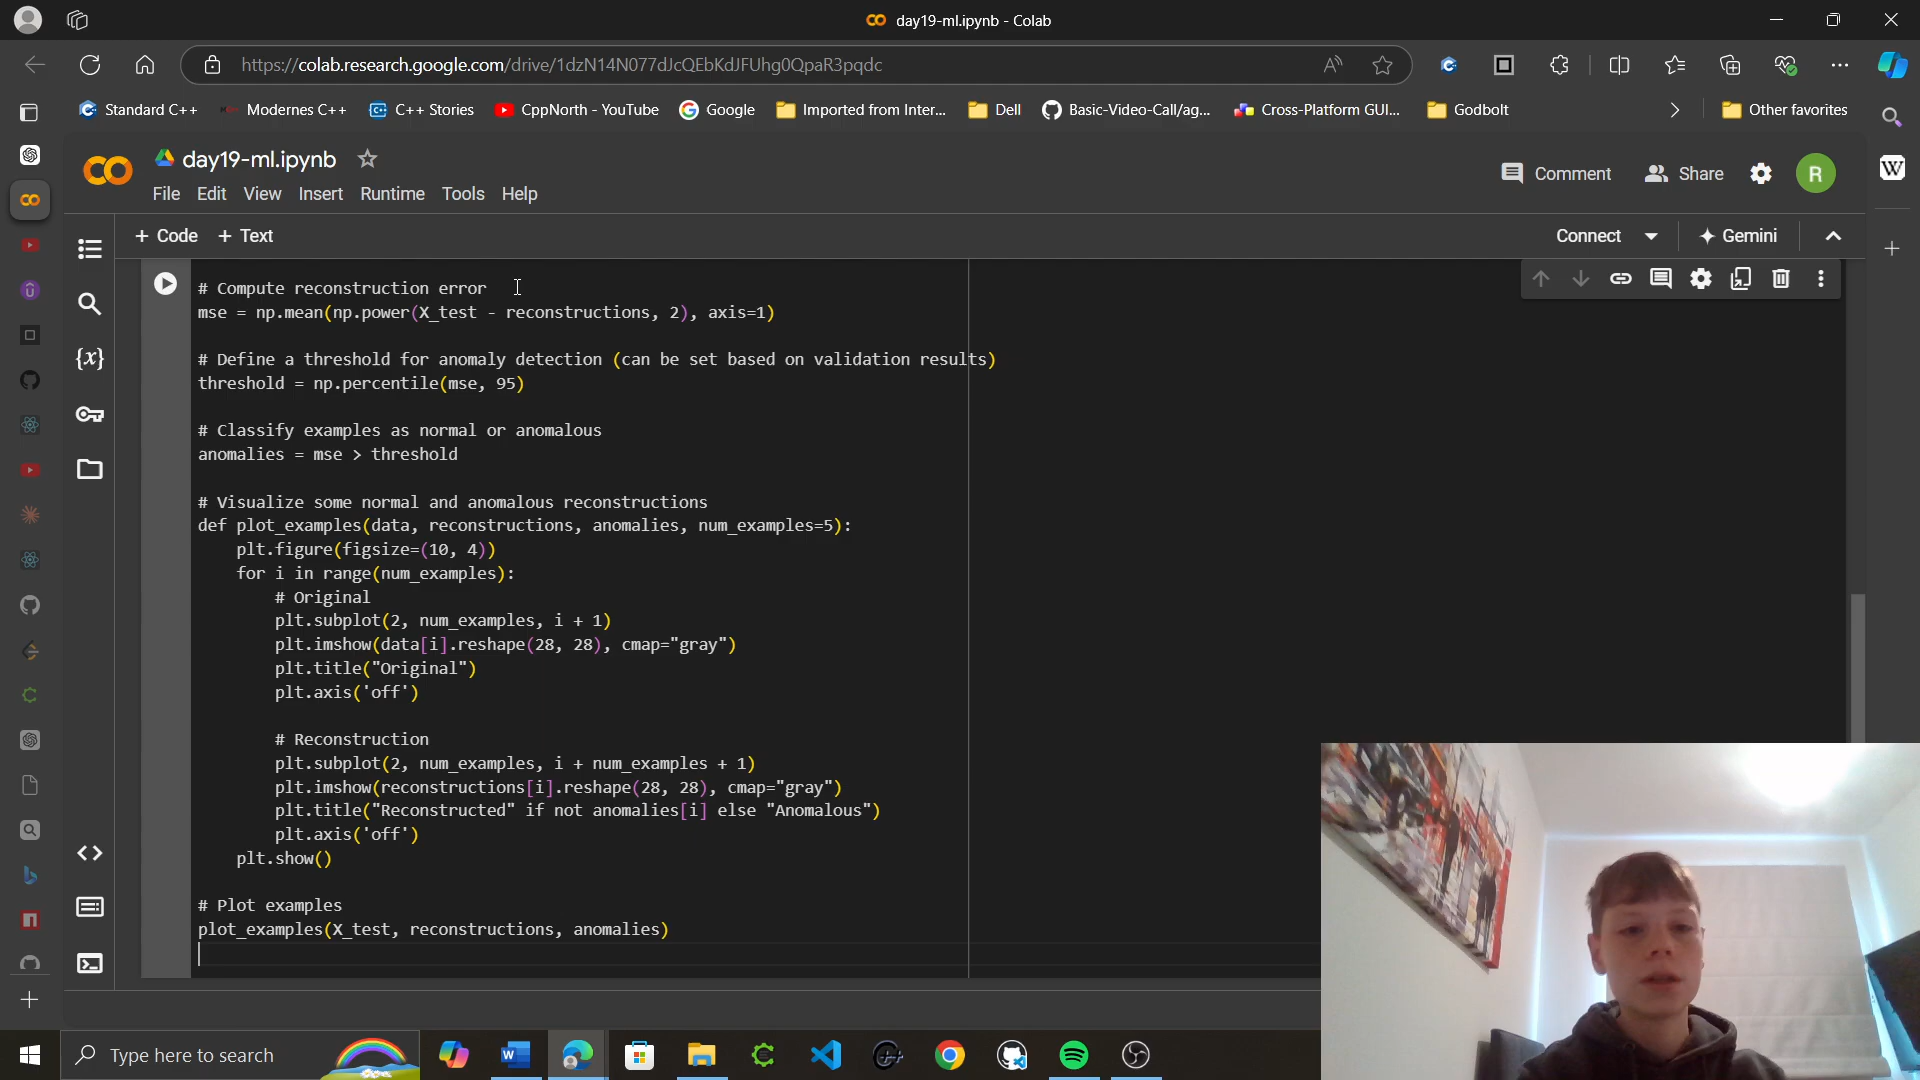 day19-ml.ipynb - Colab
https://colab.research.google.com/drive/1dzN14N077dJcQEbKdJFUhg0QpaR3pqdc
Standard C++
Modernes C++
C++ Stories
CppNorth - YouTube
Google
Imported from Inter...
Dell
Basic-Video-Call/ag...
Cross-Platform GUI...
Godbolt
Other favorites
day19-ml.ipynb
Comment
Share
R
File Edit View Insert Runtime Tools Help
+ Code + Text
Connect
Gemini
# Compute reconstruction error
mse = np.mean(np.power(X_test - reconstructions, 2), axis=1)
# Define a threshold for anomaly detection (can be set based on validation results)
threshold = np.percentile(mse, 95)
# Classify examples as normal or anomalous
anomalies = mse > threshold
# Visualize some normal and anomalous reconstructions
def plot_examples(data, reconstructions, anomalies, num_examples=5):
plt.figure(figsize=(10, 4))
for i in range(num_examples):
# Original
plt.subplot(2, num_examples, i + 1)
plt.imshow(data[i].reshape(28, 28), cmap="gray")
plt.title("Original")
plt.axis('off')
# Reconstruction
plt.subplot(2, num_examples, i + num_examples + 1)
plt.imshow(reconstructions[i].reshape(28, 28), cmap="gray")
plt.title("Reconstructed" if not anomalies[i] else "Anomalous")
plt.axis('off')
plt.show()
# Plot examples
plot_examples(X_test, reconstructions, anomalies)
Type here to search